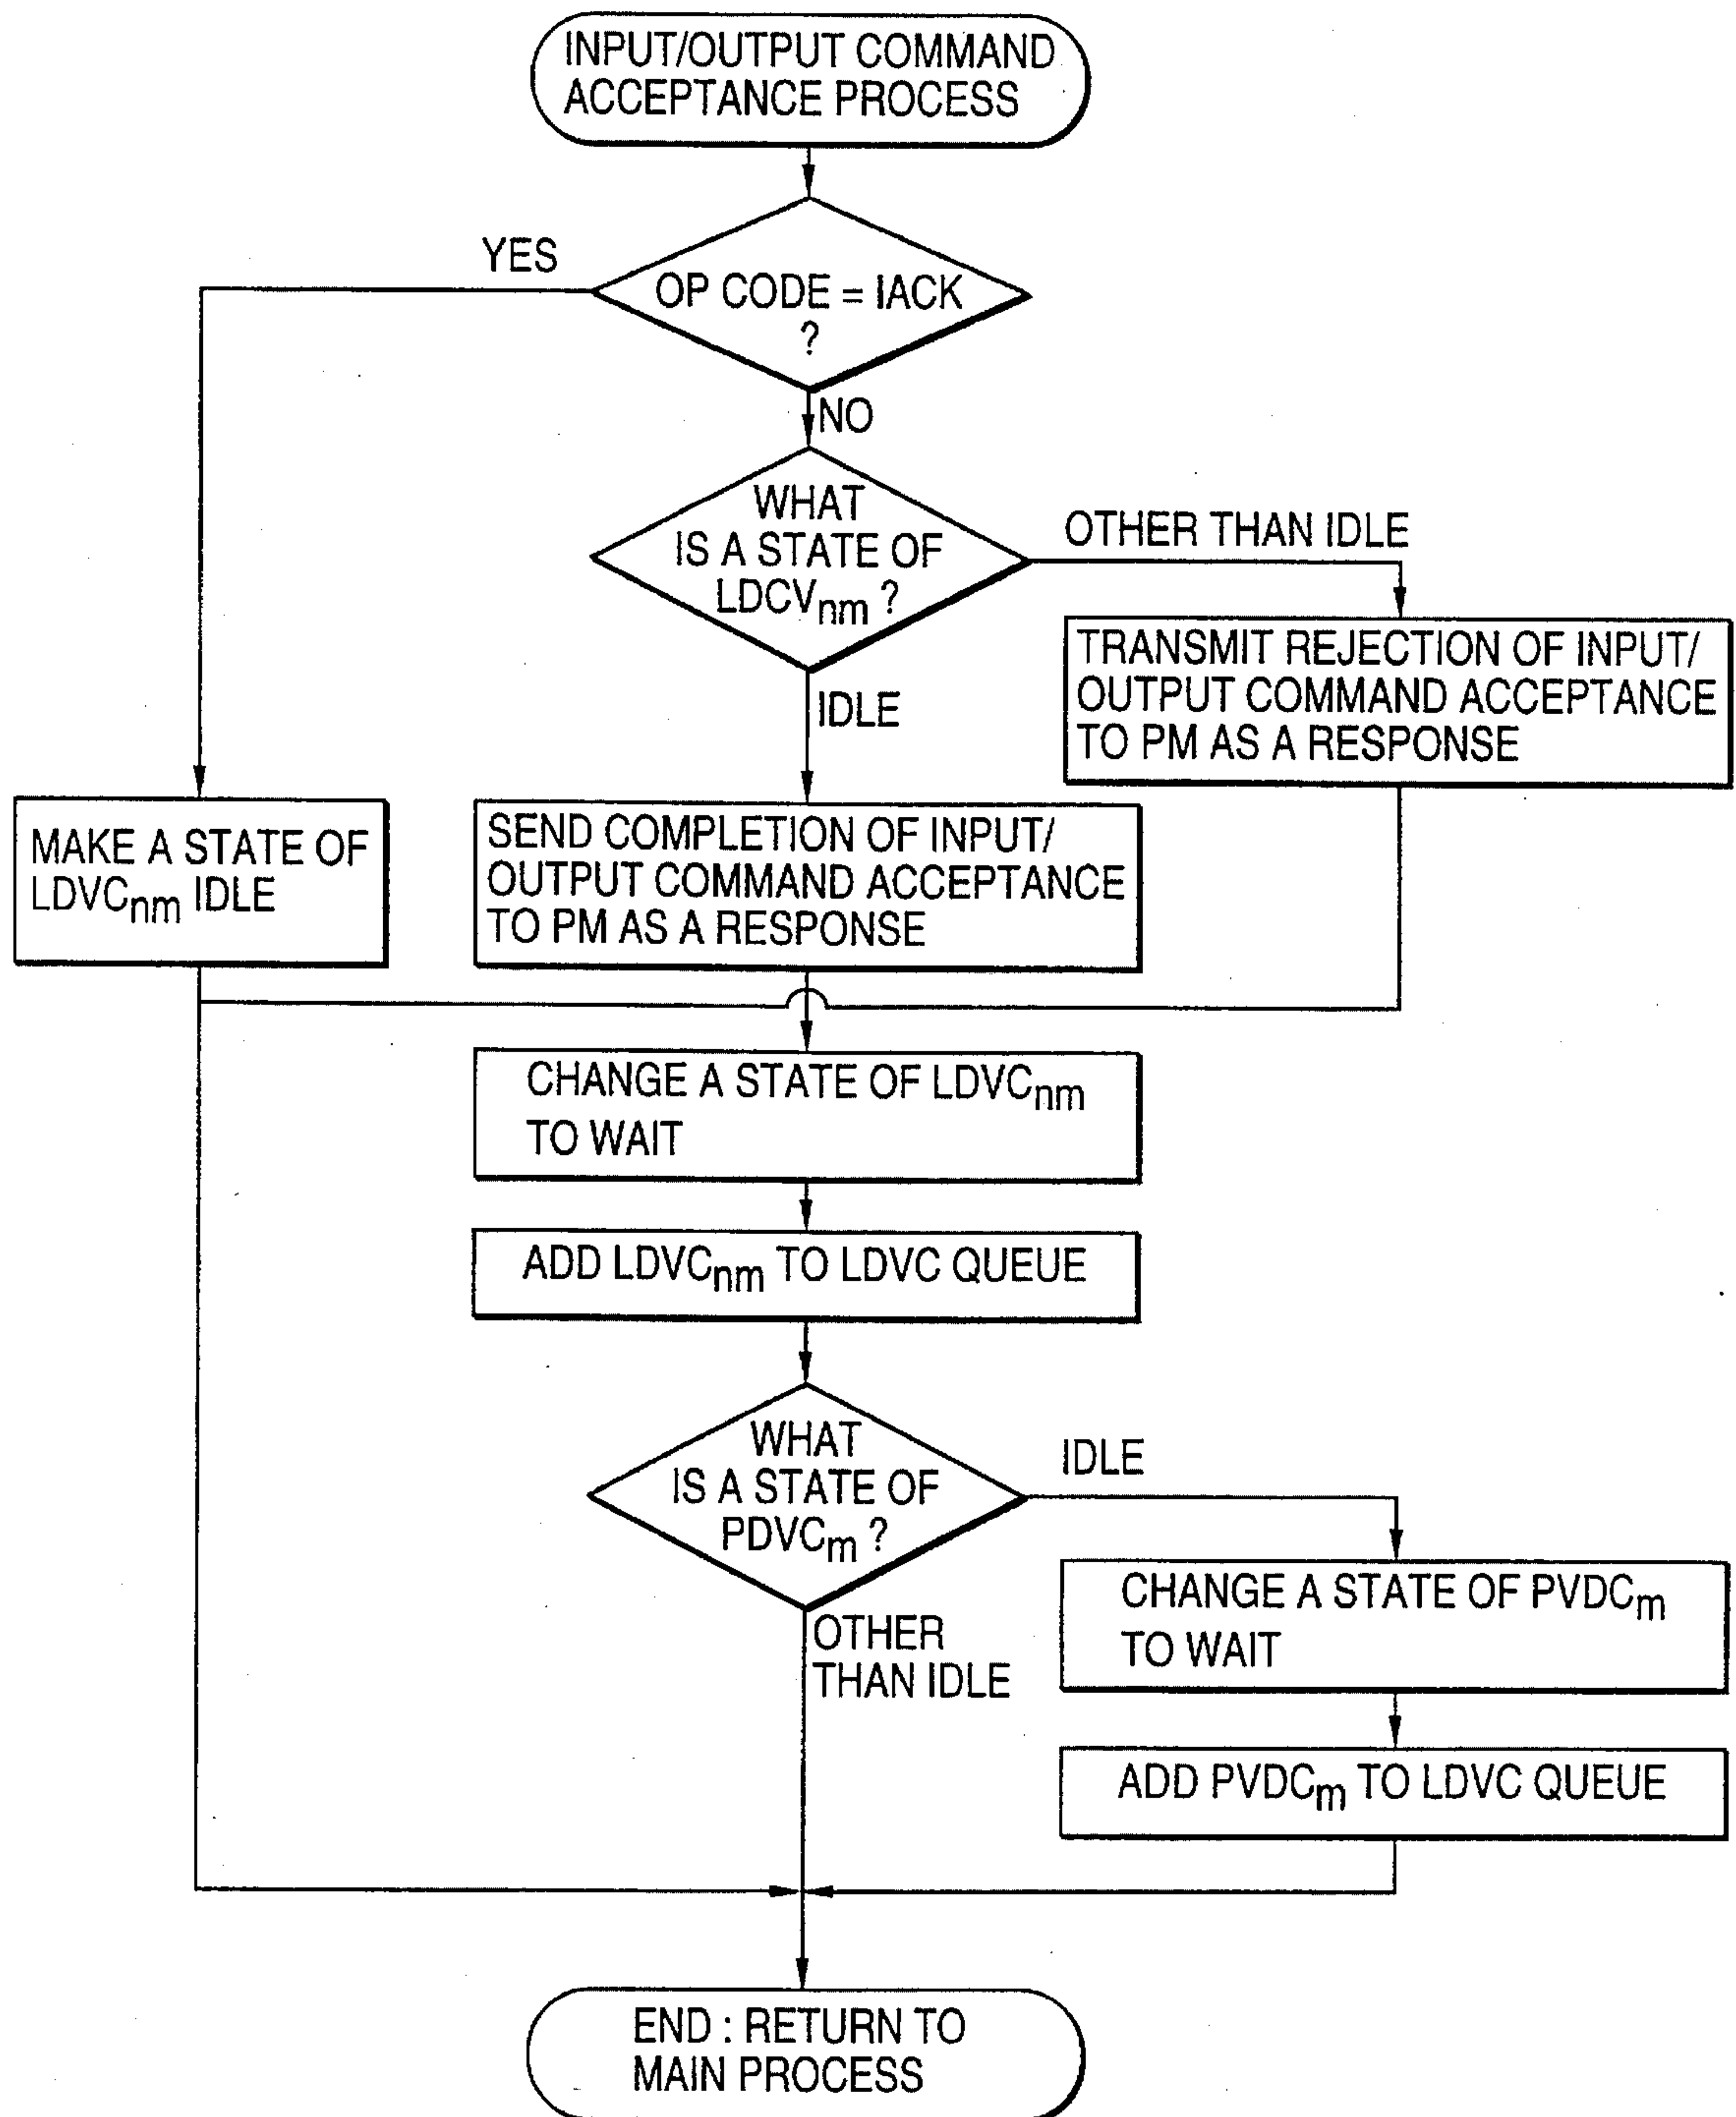 INPUT/OUTPUT COMMAND
ACCEPTANCE PROCESS
YES
OP CODE = IACK
?
NO
WHAT
IS A STATE OF
LDCVnm ?
OTHER THAN IDLE
TRANSMIT REJECTION OF INPUT/
OUTPUT COMMAND ACCEPTANCE
TO PM AS A RESPONSE
IDLE
MAKE A STATE OF
LDVCnm IDLE
SEND COMPLETION OF INPUT/
OUTPUT COMMAND ACCEPTANCE
TO PM AS A RESPONSE
CHANGE A STATE OF LDVCnm
TO WAIT
ADD LDVCnm TO LDVC QUEUE
WHAT
IS A STATE OF
PDVCm ?
IDLE
CHANGE A STATE OF PVDCm
TO WAIT
OTHER
THAN IDLE
ADD PVDCm TO LDVC QUEUE
END : RETURN TO
MAIN PROCESS